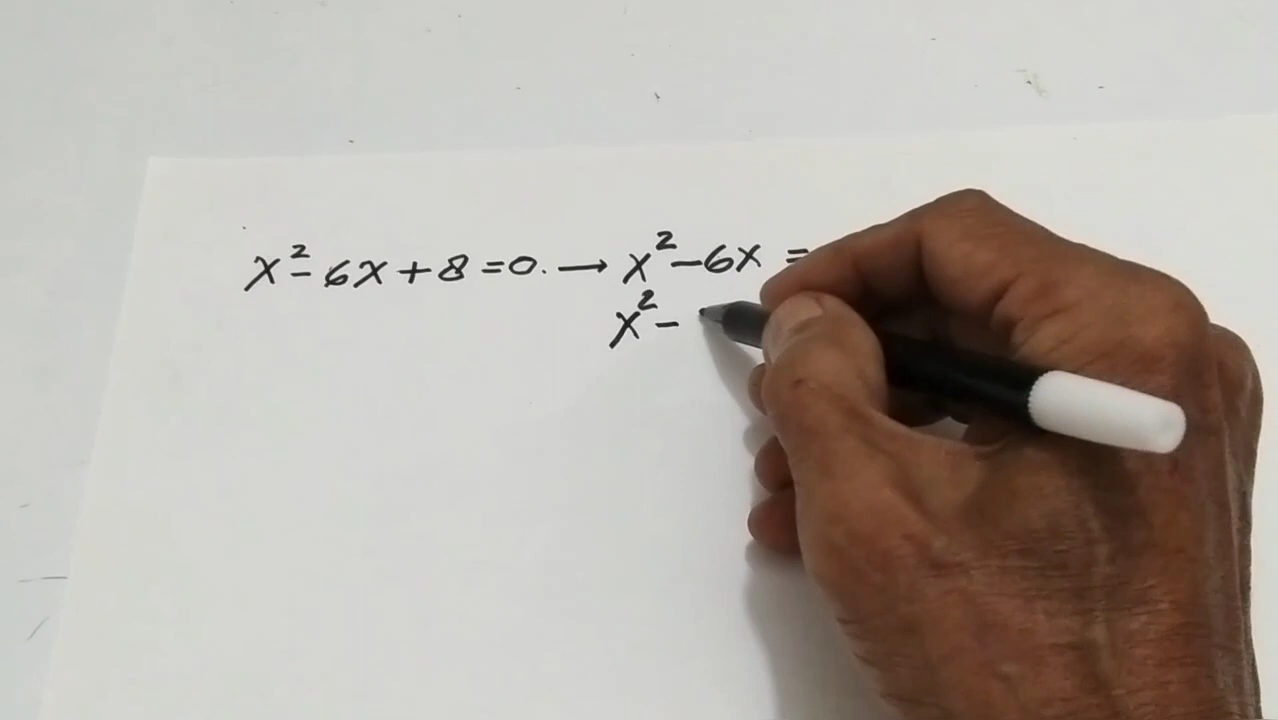 x² - 6x + 8 = 0. → x² - 6x =
x² -